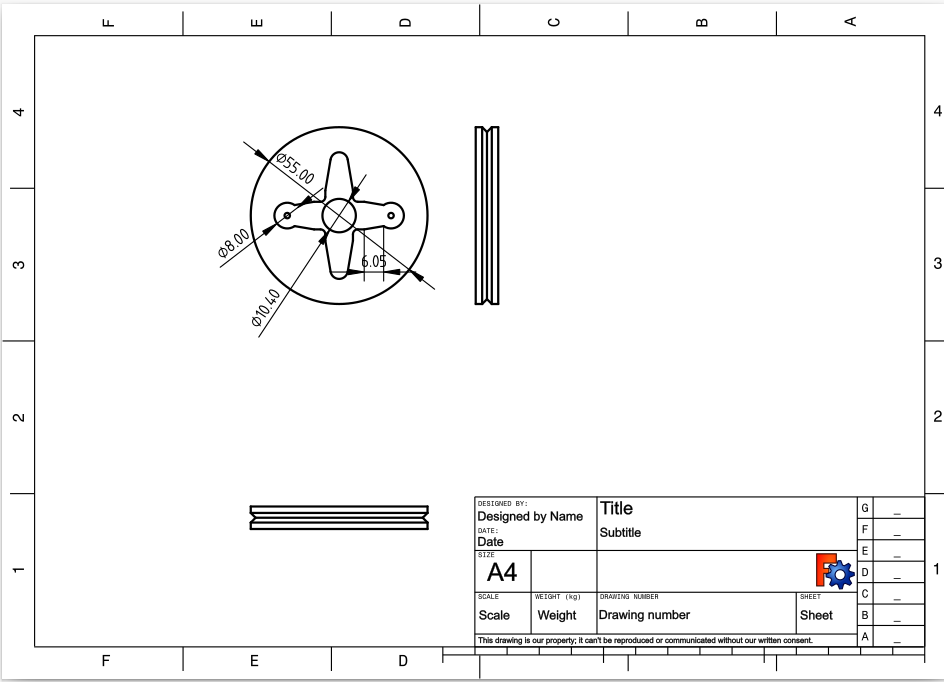 F E D C B A
4 4
Ø55.00
Ø8.00
3 3
6.05
Ø10.40
2 2
DESIGNED BY:
Designed by Name
Title
G _
DATE:
Date
Subtitle
F _
E _
SIZE
A4
D _
1 1
SCALE
Scale
WEIGHT (kg)
Weight
DRAWING NUMBER
Drawing number
SHEET
Sheet
C _
B _
This drawing is our property; it can't be reproduced or communicated without our written consent.
A _
F E D